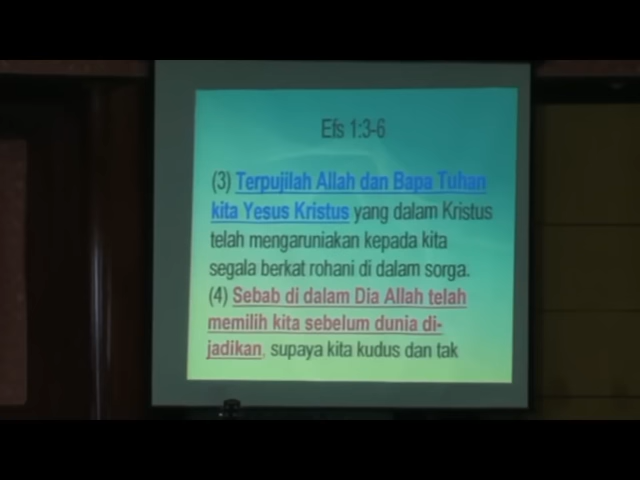 Efs 1:3-6
(3) Terpujilah Allah dan Bapa Tuhan
kita Yesus Kristus yang dalam Kristus
telah mengaruniakan kepada kita
segala berkat rohani di dalam sorga.
(4) Sebab di dalam Dia Allah telah
memilih kita sebelum dunia di-
jadikan, supaya kita kudus dan tak